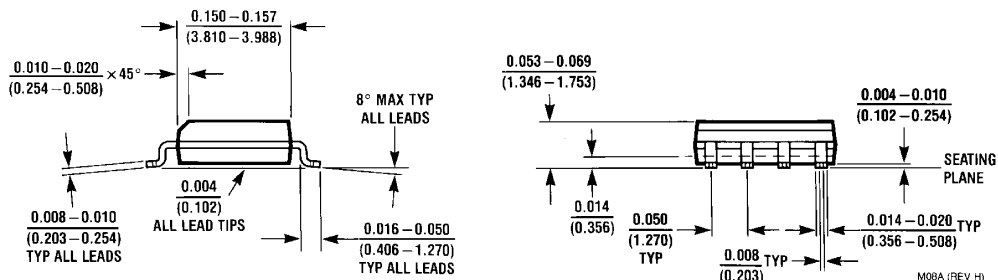 0.150–0.157
(3.810–3.988)
0.010–0.020
(0.254–0.508)
×45°
8° MAX TYP
ALL LEADS
0.004
(0.102)
ALL LEAD TIPS
0.008–0.010
(0.203–0.254)
TYP ALL LEADS
0.016–0.050
(0.406–1.270)
TYP ALL LEADS
0.053–0.069
(1.346–1.753)
0.004–0.010
(0.102–0.254)
SEATING
PLANE
0.014
(0.356)
0.050
(1.270)
TYP
0.014–0.020 TYP
(0.356–0.508)
0.008 TYP
(0.203)
M08A (REV H)